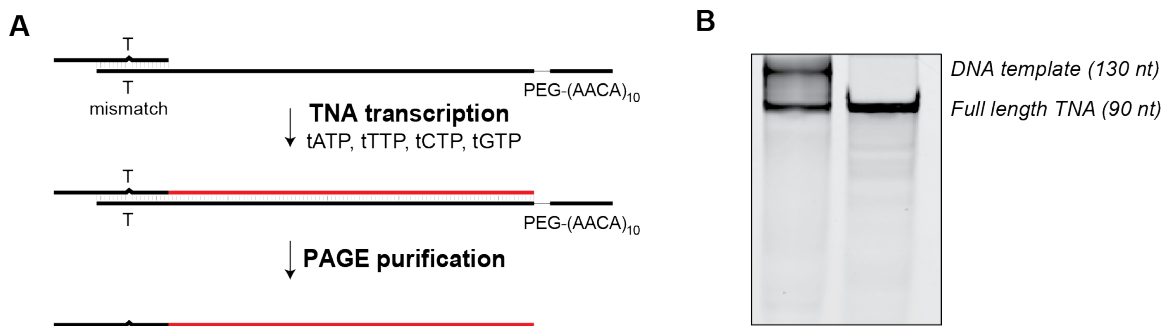 A
T
T
mismatch
PEG-(AACA)10
TNA transcription
tATP, tTTP, tCTP, tGTP
T
T
PEG-(AACA)10
PAGE purification
B
DNA template (130 nt)
Full length TNA (90 nt)